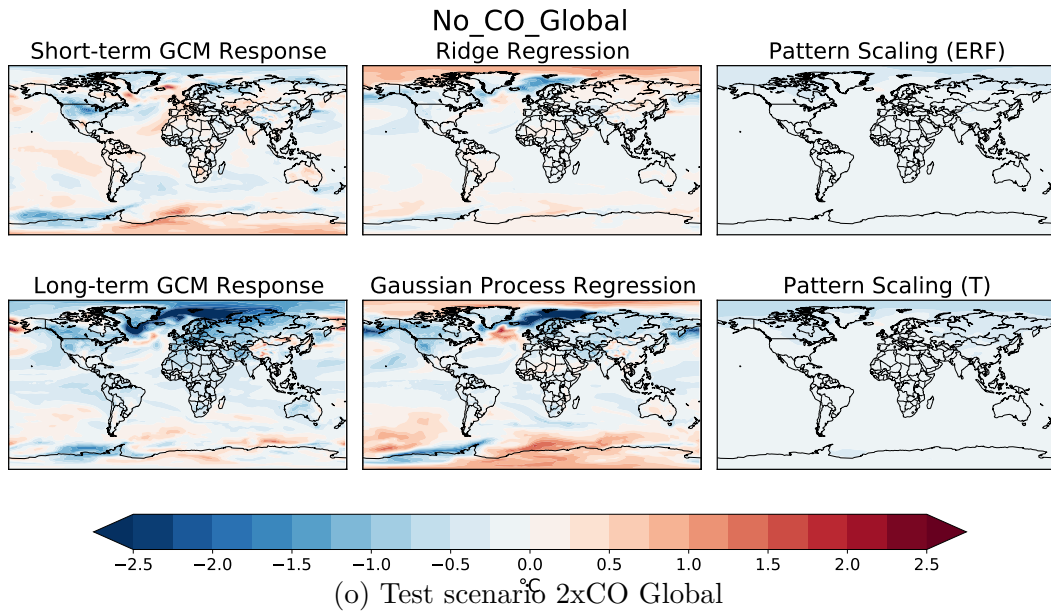 No_CO_Global
Short-term GCM Response
Ridge Regression
Pattern Scaling (ERF)
Long-term GCM Response
Gaussian Process Regression
Pattern Scaling (T)
−2.5 −2.0 −1.5 −1.0 −0.5 0.0 0.5 1.0 1.5 2.0 2.5
°C
(o) Test scenario 2xCO Global